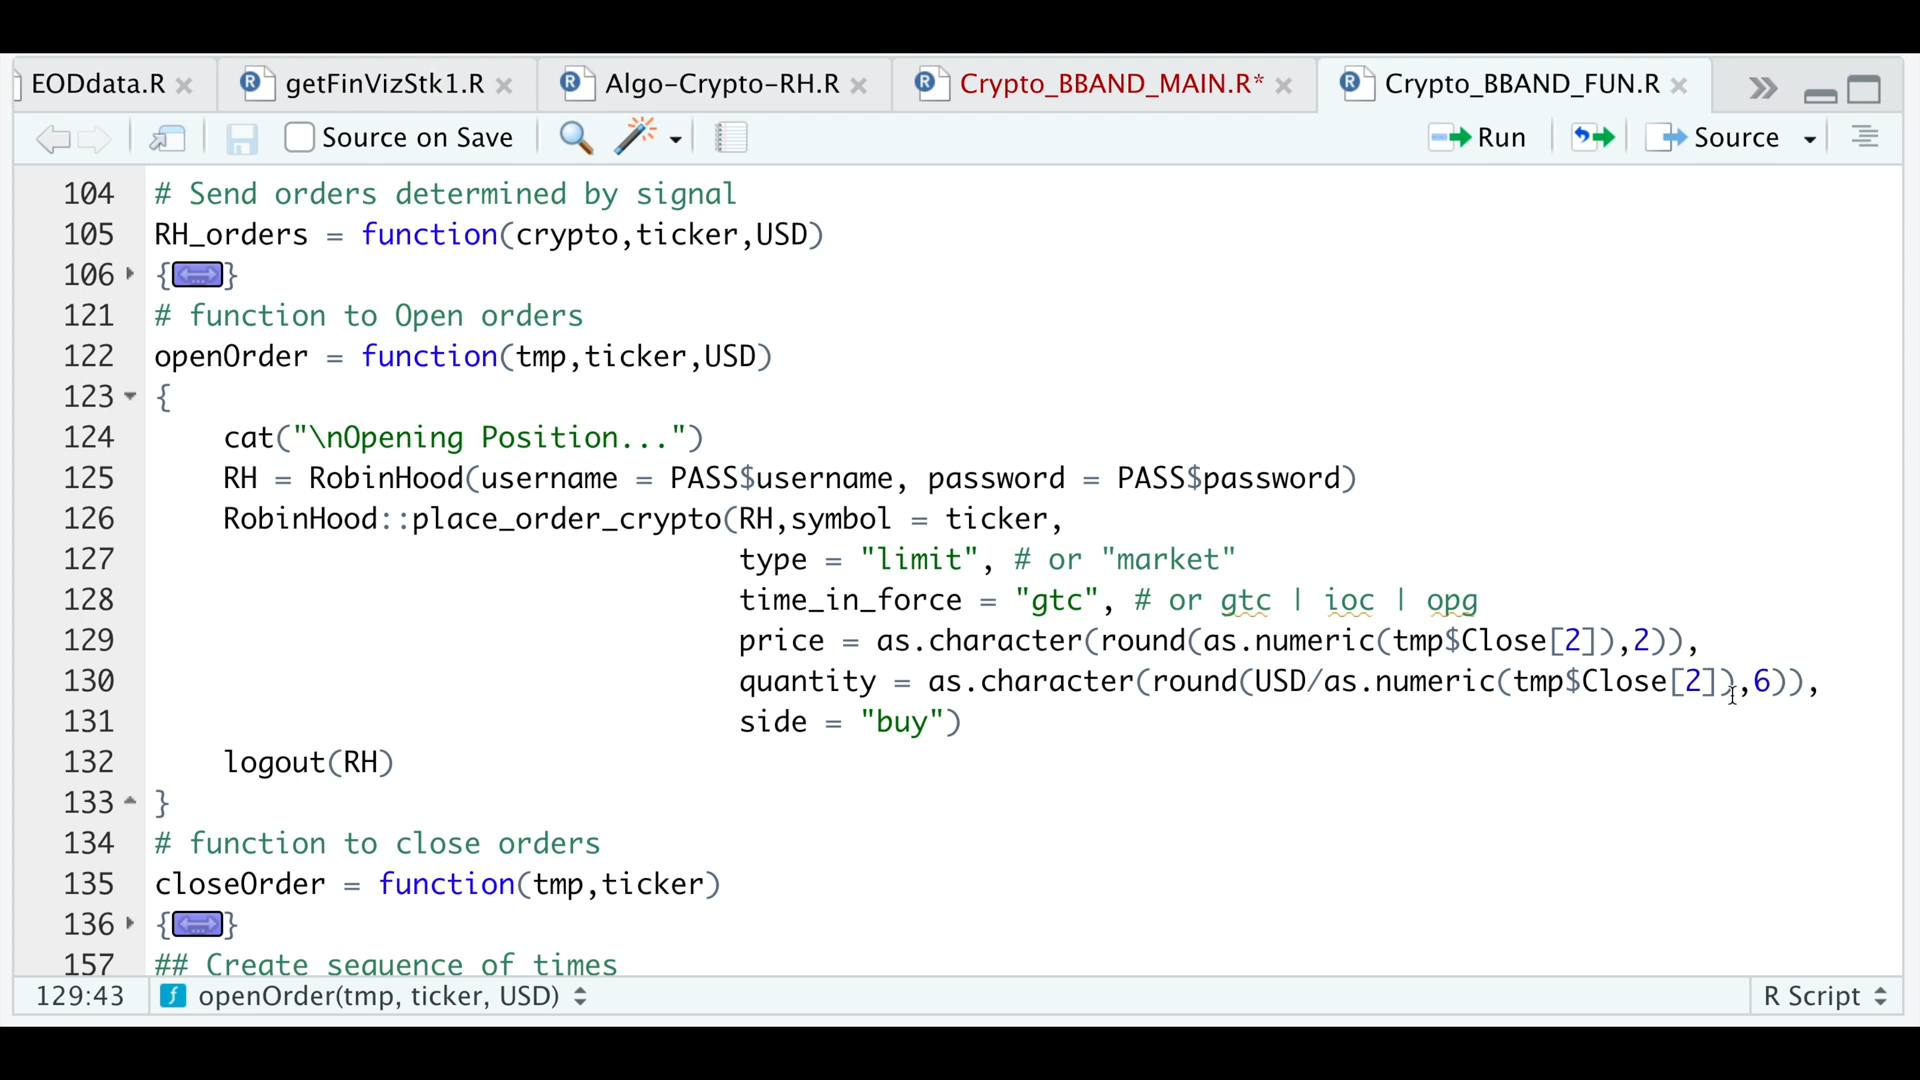 EODdata.R getFinVizStk1.R Algo-Crypto-RH.R Crypto_BBAND_MAIN.R* Crypto_BBAND_FUN.R
Source on Save Run Source
104 # Send orders determined by signal
105 RH_orders = function(crypto,ticker,USD)
106 {...}
121 # function to Open orders
122 openOrder = function(tmp,ticker,USD)
123 {
124 cat("\nOpening Position...")
125 RH = RobinHood(username = PASS$username, password = PASS$password)
126 RobinHood::place_order_crypto(RH,symbol = ticker,
127 type = "limit", # or "market"
128 time_in_force = "gtc", # or gtc | ioc | opg
129 price = as.character(round(as.numeric(tmp$Close[2]),2)),
130 quantity = as.character(round(USD/as.numeric(tmp$Close[2]),6)),
131 side = "buy")
132 logout(RH)
133 }
134 # function to close orders
135 closeOrder = function(tmp,ticker)
136 {...}
157 ## Create sequence of times
129:43 openOrder(tmp, ticker, USD) R Script